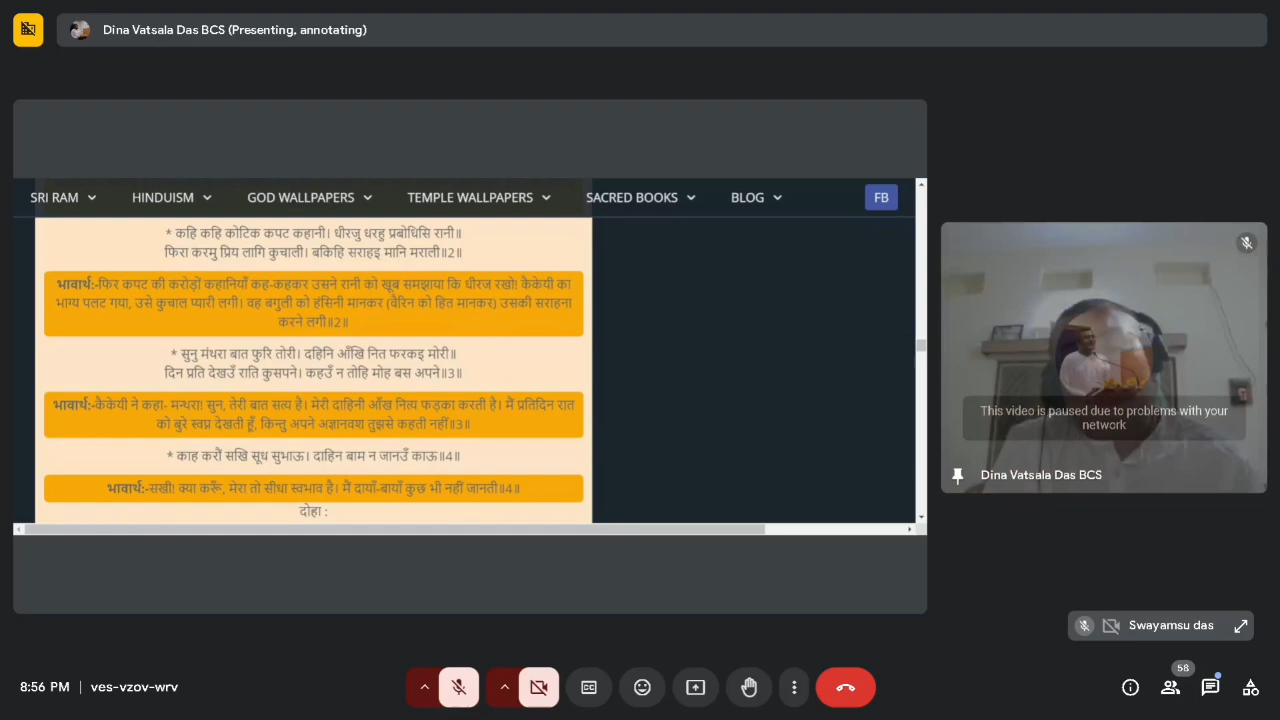 Dina Vatsala Das BCS (Presenting, annotating)
SRI RAM HINDUISM GOD WALLPAPERS TEMPLE WALLPAPERS SACRED BOOKS BLOG FB
* कहि कहि कोटिक कपट कहानी। धीरजु धरहु प्रबोधिसि रानी॥
फिरा करमु प्रिय लागि कुचाली। बकिहि सराहइ मानि मराली॥2॥
भावार्थ:-फिर कपट की करोड़ों कहानियाँ कह-कहकर उसने रानी को खूब समझाया कि धीरज रखो! कैकेयी का
भाग्य पलट गया, उसे कुचाल प्यारी लगी। वह बगुली को हंसिनी मानकर (वैरिन को हित मानकर) उसकी सराहना
करने लगी॥2॥
* सुनु मंथरा बात फुरि तोरी। दहिनि आँखि नित फरकइ मोरी॥
दिन प्रति देखउँ राति कुसपने। कहउँ न तोहि मोह बस अपने॥3॥
भावार्थ:-कैकेयी ने कहा- मन्थरा! सुन, तेरी बात सत्य है। मेरी दाहिनी आँख नित्य फड़का करती है। मैं प्रतिदिन रात
को बुरे स्वप्न देखती हूँ, किन्तु अपने अज्ञानवश तुझसे कहती नहीं॥3॥
* काह करौं सखि सूध सुभाऊ। दाहिन बाम न जानउँ काऊ॥4॥
भावार्थ:-सखी! क्या करूँ, मेरा तो सीधा स्वभाव है। मैं दायाँ-बायाँ कुछ भी नहीं जानती॥4॥
दोहा :
This video is paused due to problems with your
network
Dina Vatsala Das BCS
Swayamsu das
58
8:56 PM | ves-vzov-wrv